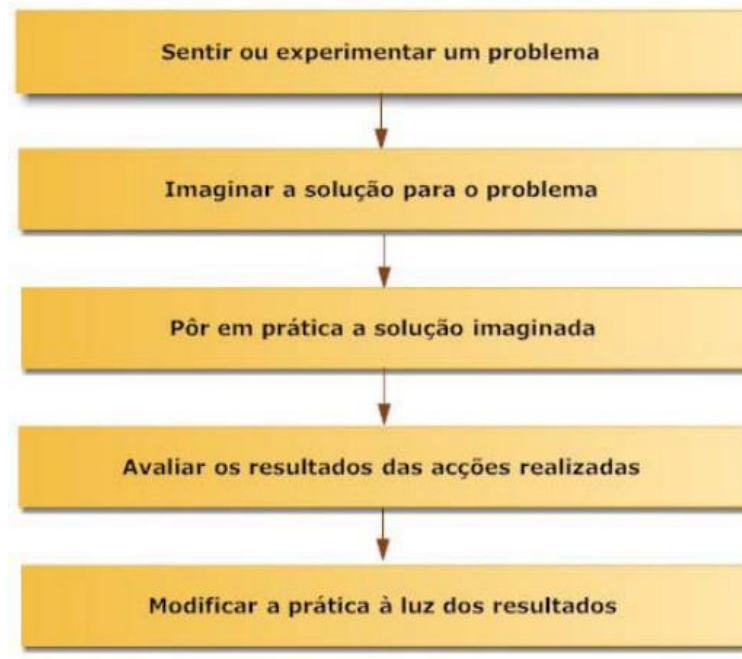 Sentir ou experimentar um problema
Imaginar a solução para o problema
Pôr em prática a solução imaginada
Avaliar os resultados das acções realizadas
Modificar a prática à luz dos resultados